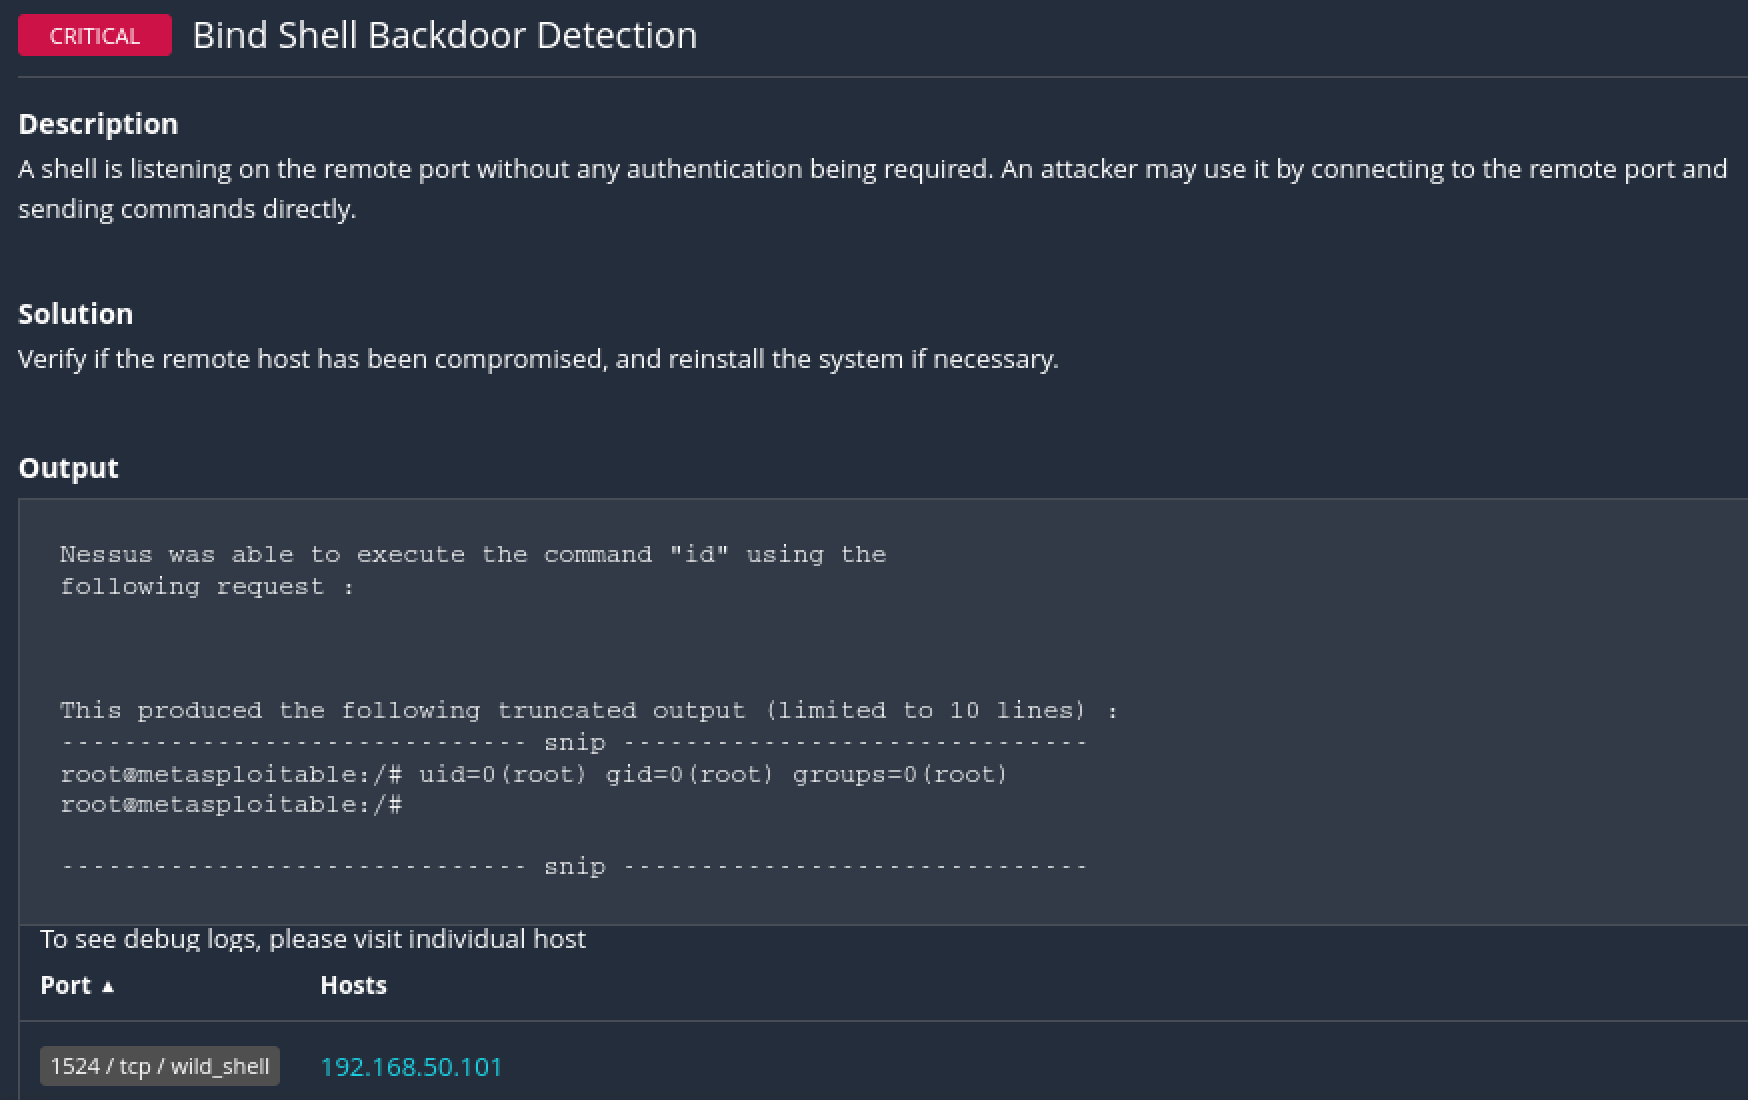 CRITICAL Bind Shell Backdoor Detection
Description
A shell is listening on the remote port without any authentication being required. An attacker may use it by connecting to the remote port and
sending commands directly.
Solution
Verify if the remote host has been compromised, and reinstall the system if necessary.
Output
Nessus was able to execute the command "id" using the
following request :
This produced the following truncated output (limited to 10 lines) :
------------------------------ snip ------------------------------
root@metasploitable:/# uid=0(root) gid=0(root) groups=0(root)
root@metasploitable:/#
------------------------------ snip ------------------------------
To see debug logs, please visit individual host
Port ▲ Hosts
1524 / tcp / wild_shell 192.168.50.101